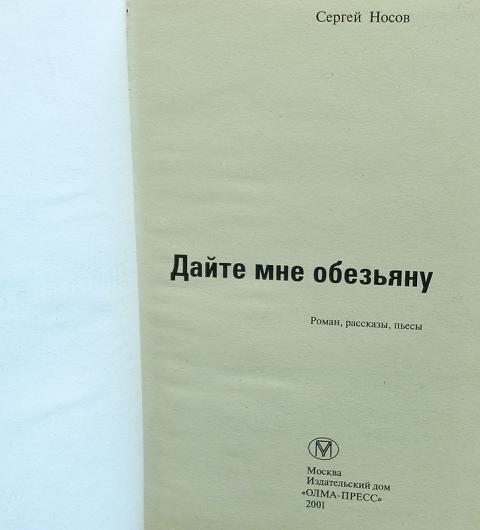 Сергей Носов
Дайте мне обезьяну
Роман, рассказы, пьесы
Москва
Издательский дом
«ОЛМА-ПРЕСС»
2001